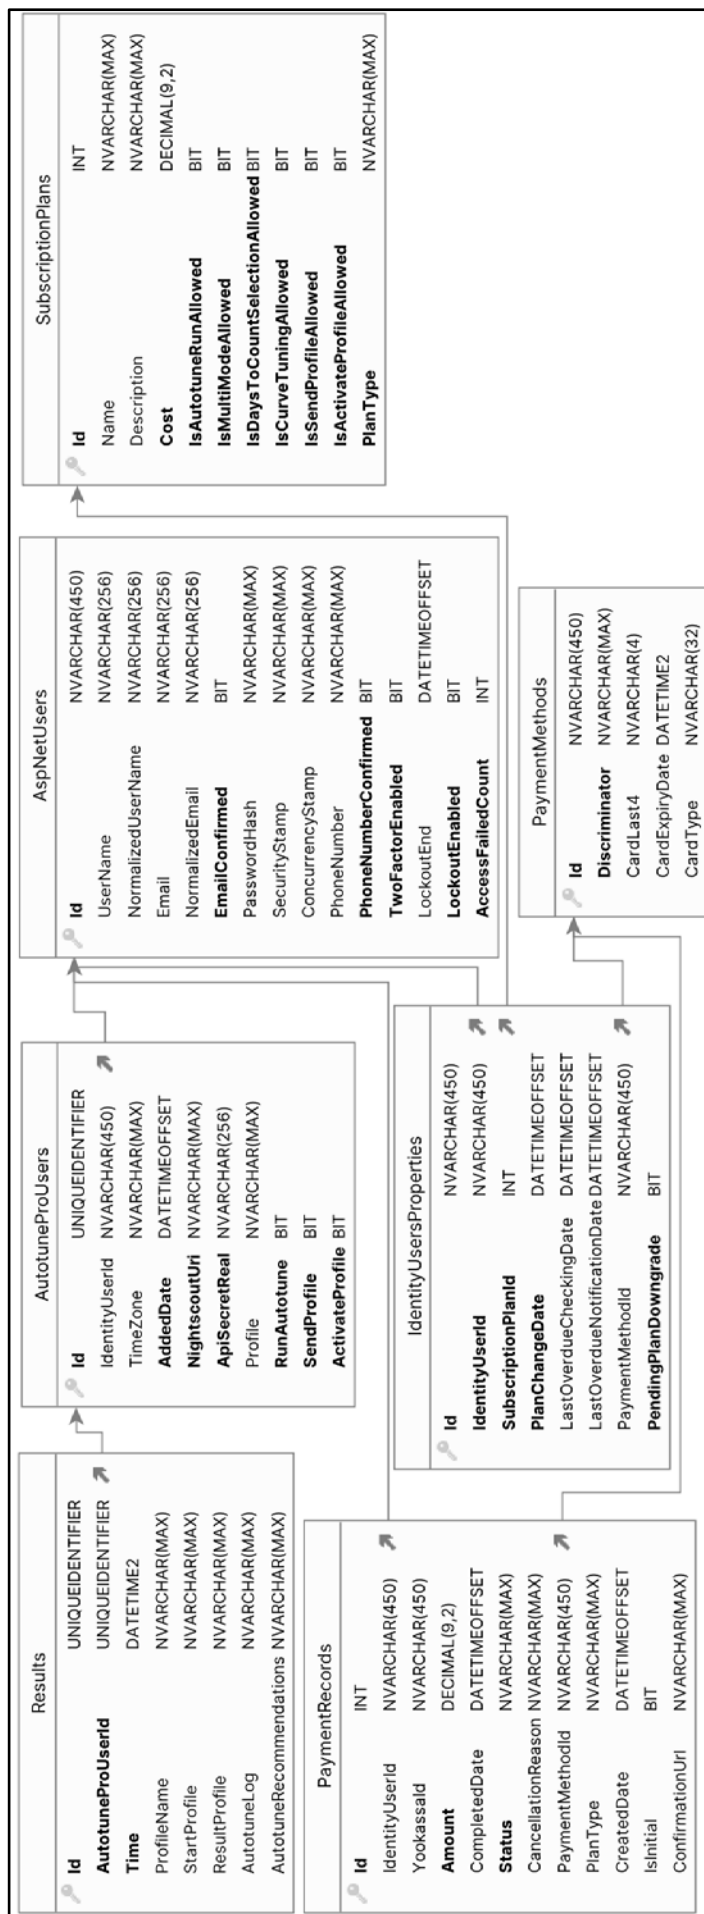 Results
Id UNIQUEIDENTIFIER
AutotuneProUserId UNIQUEIDENTIFIER
Time DATETIME2
ProfileName NVARCHAR(MAX)
StartProfile NVARCHAR(MAX)
ResultProfile NVARCHAR(MAX)
AutotuneLog NVARCHAR(MAX)
AutotuneRecommendations NVARCHAR(MAX)
AutotuneProUsers
Id UNIQUEIDENTIFIER
IdentityUserId NVARCHAR(450)
TimeZone NVARCHAR(MAX)
AddedDate DATETIMEOFFSET
NightscoutUri NVARCHAR(MAX)
ApiSecretReal NVARCHAR(256)
Profile NVARCHAR(MAX)
RunAutotune BIT
SendProfile BIT
ActivateProfile BIT
AspNetUsers
Id NVARCHAR(450)
UserName NVARCHAR(256)
NormalizedUserName NVARCHAR(256)
Email NVARCHAR(256)
NormalizedEmail NVARCHAR(256)
EmailConfirmed BIT
PasswordHash NVARCHAR(MAX)
SecurityStamp NVARCHAR(MAX)
ConcurrencyStamp NVARCHAR(MAX)
PhoneNumber NVARCHAR(MAX)
PhoneNumberConfirmed BIT
TwoFactorEnabled BIT
LockoutEnd DATETIMEOFFSET
LockoutEnabled BIT
AccessFailedCount INT
SubscriptionPlans
Id INT
Name NVARCHAR(MAX)
Description NVARCHAR(MAX)
Cost DECIMAL(9,2)
IsAutotuneRunAllowed BIT
IsMultiModeAllowed BIT
IsDaysToCountSelectionAllowed BIT
IsCurveTuningAllowed BIT
IsSendProfileAllowed BIT
IsActivateProfileAllowed BIT
PlanType NVARCHAR(MAX)
PaymentRecords
Id INT
IdentityUserId NVARCHAR(450)
YookassaId NVARCHAR(450)
Amount DECIMAL(9,2)
CompletedDate DATETIMEOFFSET
Status NVARCHAR(MAX)
CancellationReason NVARCHAR(MAX)
PaymentMethodId NVARCHAR(450)
PlanType NVARCHAR(MAX)
CreatedDate DATETIMEOFFSET
IsInitial BIT
ConfirmationUrl NVARCHAR(MAX)
IdentityUsersProperties
Id NVARCHAR(450)
IdentityUserId NVARCHAR(450)
SubscriptionPlanId INT
PlanChangeDate DATETIMEOFFSET
LastOverdueCheckingDate DATETIMEOFFSET
LastOverdueNotificationDate DATETIMEOFFSET
PaymentMethodId NVARCHAR(450)
PendingPlanDowngrade BIT
PaymentMethods
Id NVARCHAR(450)
Discriminator NVARCHAR(MAX)
CardLast4 NVARCHAR(4)
CardExpiryDate DATETIME2
CardType NVARCHAR(32)